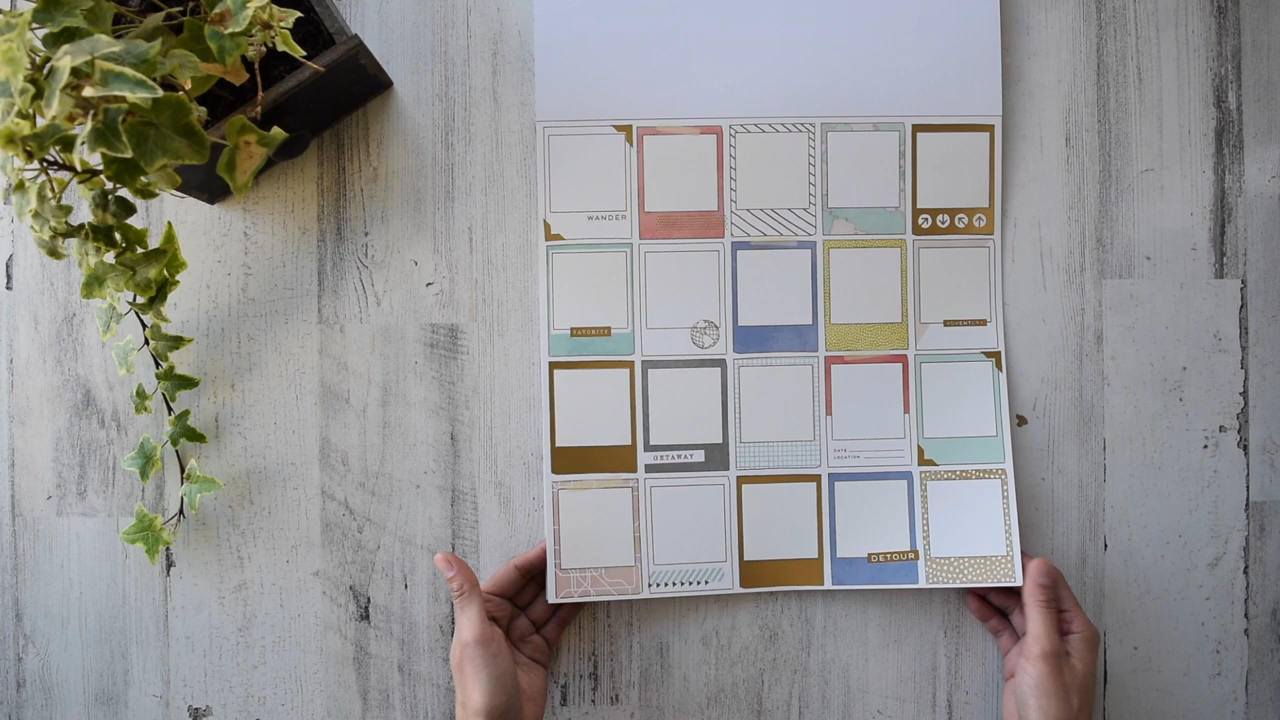 WANDER
FAVORITE
ADVENTURE
GETAWAY
DATE
LOCATION
DETOUR